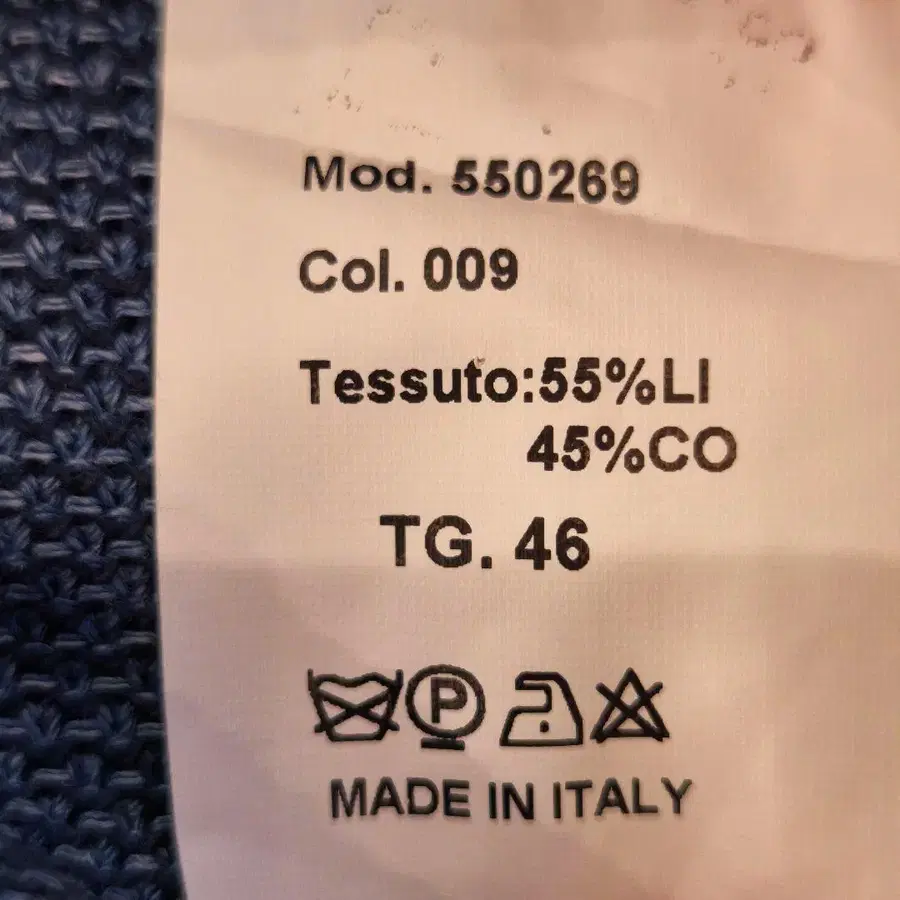 Mod. 550269
Col. 009
Tessuto:55%LI
45%CO
TG. 46
P
MADE IN ITALY